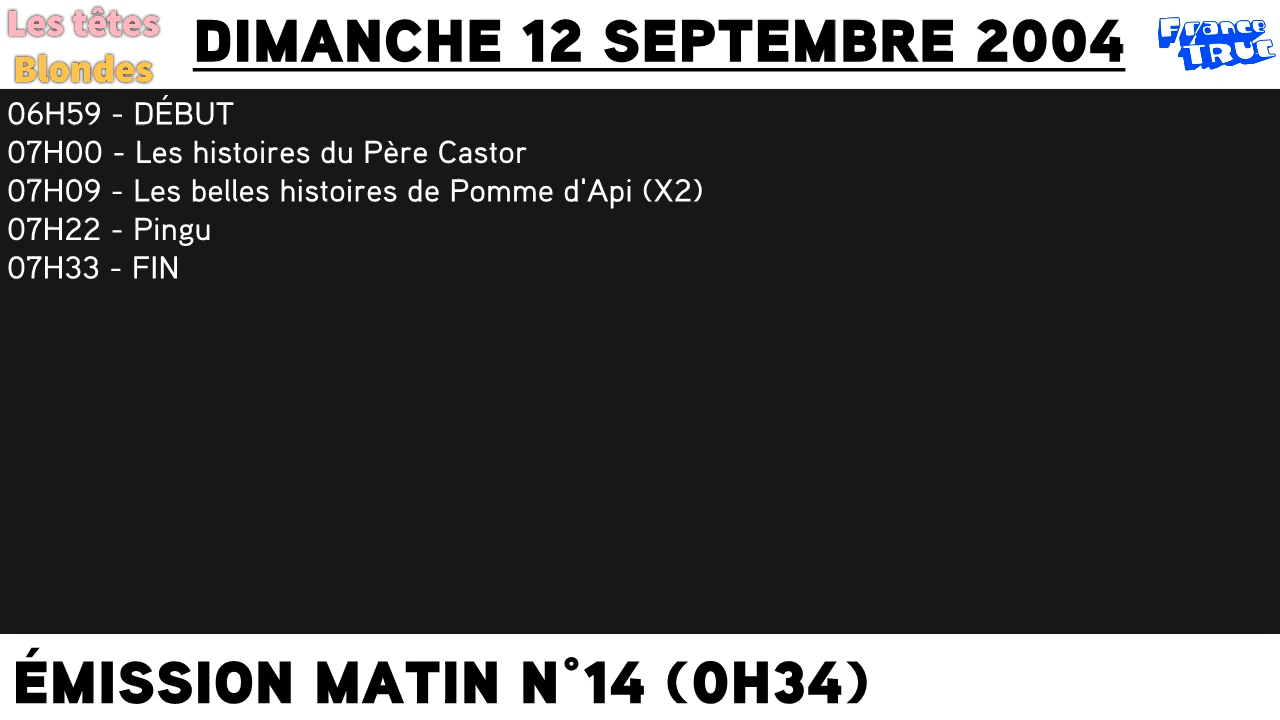 Les têtes
Blondes
DIMANCHE 12 SEPTEMBRE 2004
France
TRUC
06H59 - DÉBUT
07H00 - Les histoires du Père Castor
07H09 - Les belles histoires de Pomme d'Api (X2)
07H22 - Pingu
07H33 - FIN
ÉMISSION MATIN N°14 (0H34)